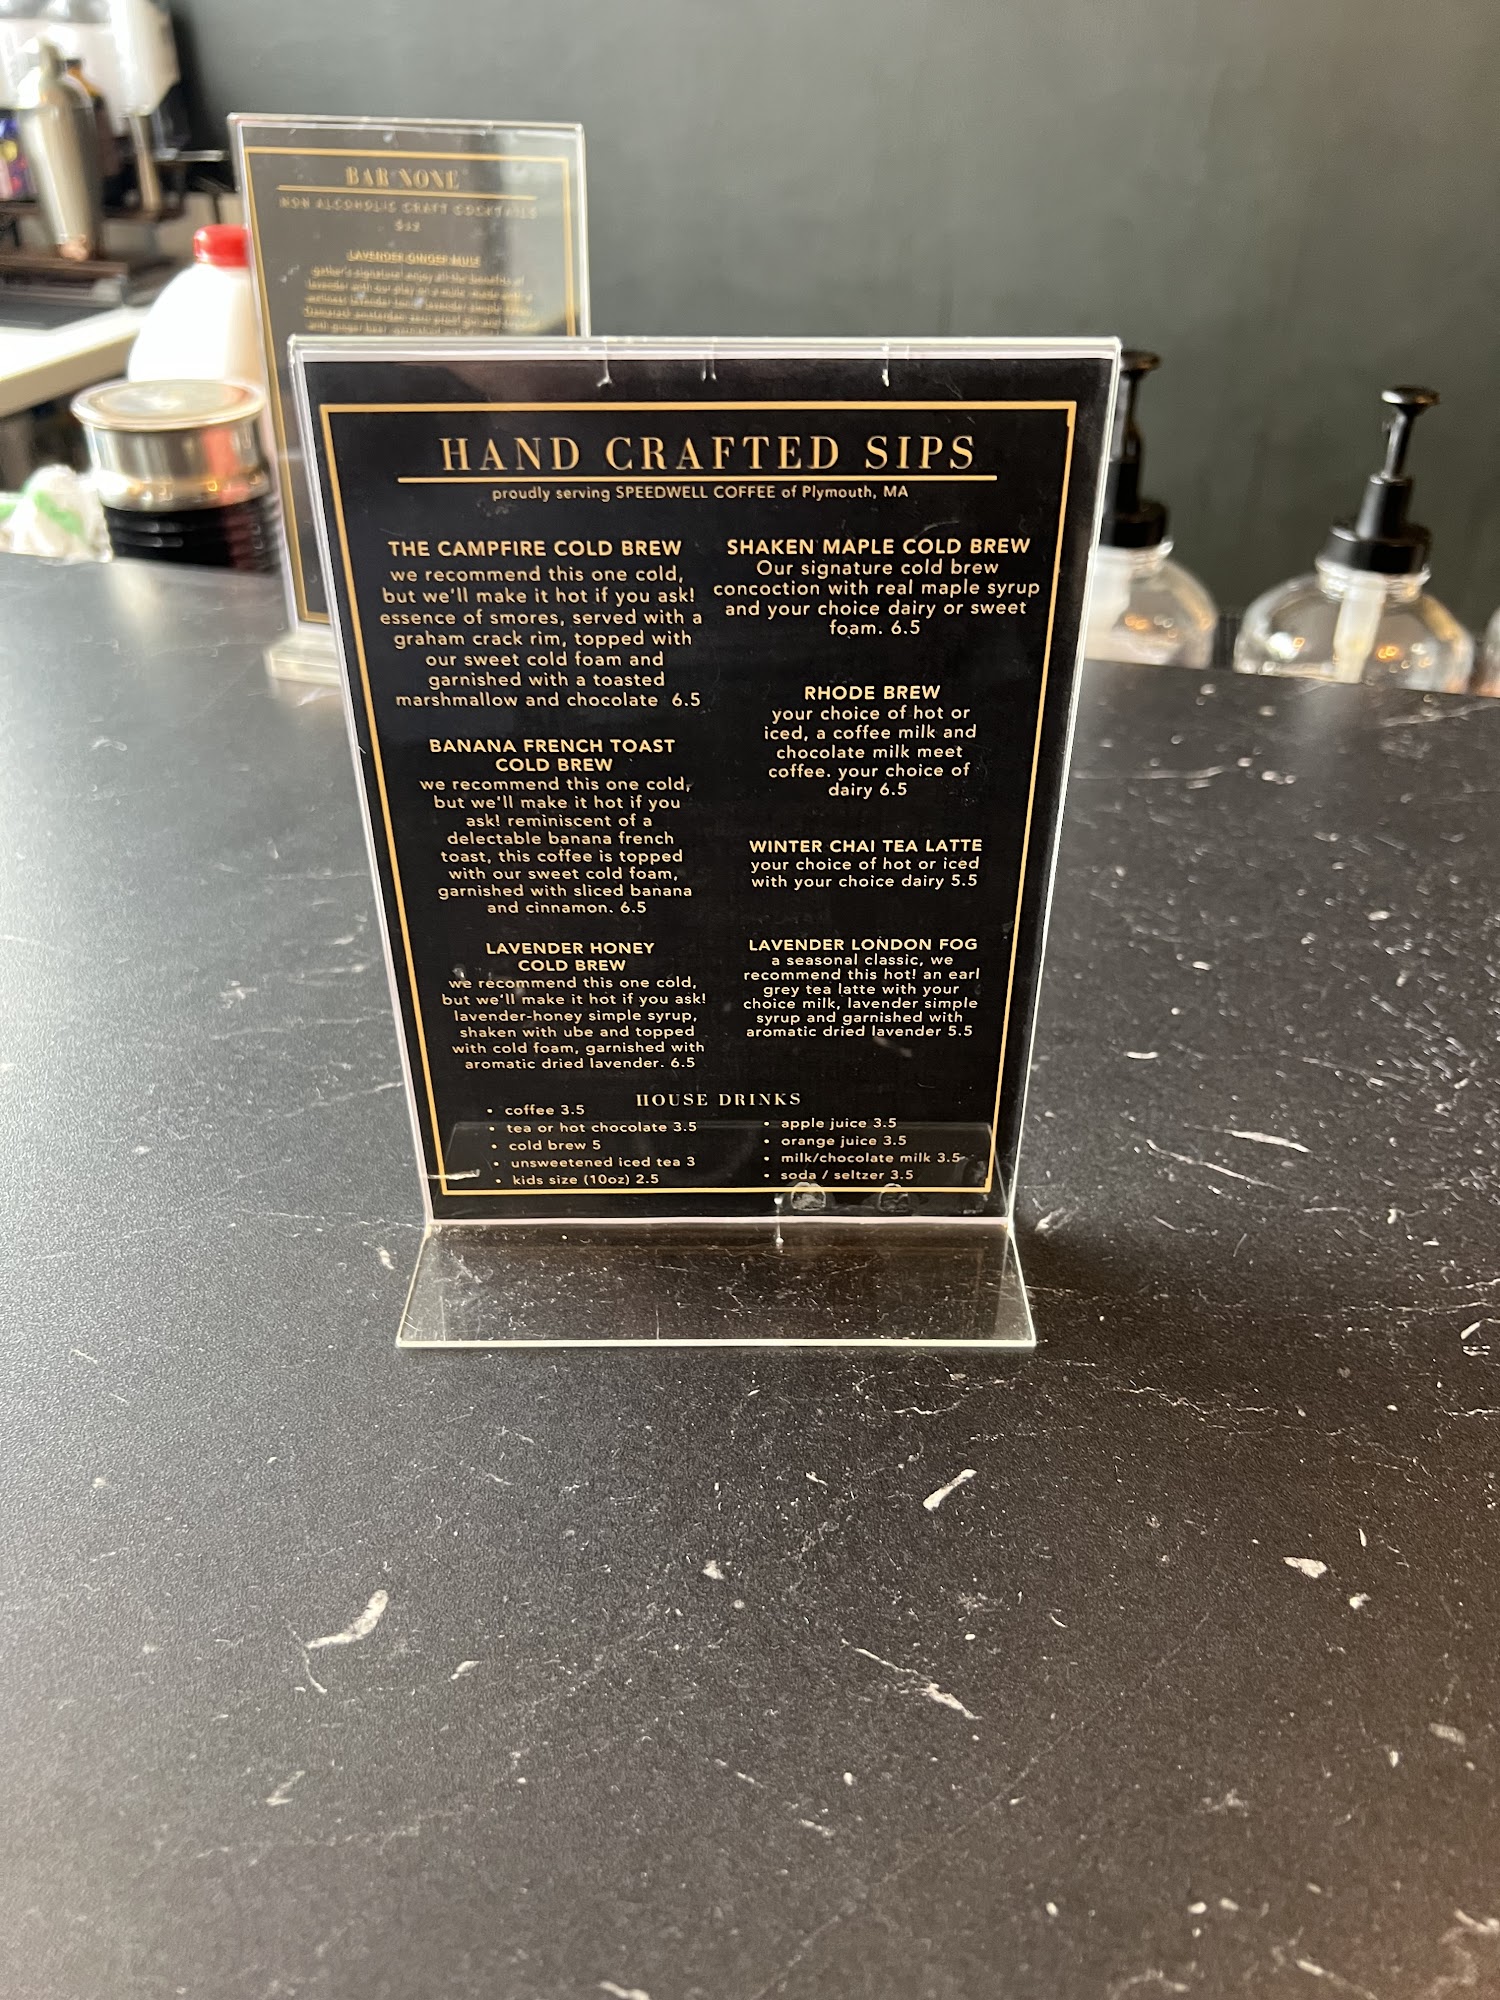 BAR NONE
NON ALCOHOLIC CRAFT COCKTAILS
$12
LAVENDER GINGER MULE
HAND CRAFTED SIPS
proudly serving SPEEDWELL COFFEE of Plymouth, MA
THE CAMPFIRE COLD BREW
we recommend this one cold,
but we'll make it hot if you ask!
essence of smores, served with a
graham crack rim, topped with
our sweet cold foam and
garnished with a toasted
marshmallow and chocolate 6.5
BANANA FRENCH TOAST
COLD BREW
we recommend this one cold,
but we'll make it hot if you
ask! reminiscent of a
delectable banana french
toast, this coffee is topped
with our sweet cold foam,
garnished with sliced banana
and cinnamon. 6.5
LAVENDER HONEY
COLD BREW
we recommend this one cold,
but we'll make it hot if you ask!
lavender-honey simple syrup,
shaken with ube and topped
with cold foam, garnished with
aromatic dried lavender. 6.5
SHAKEN MAPLE COLD BREW
Our signature cold brew
concoction with real maple syrup
and your choice dairy or sweet
foam. 6.5
RHODE BREW
your choice of hot or
iced, a coffee milk and
chocolate milk meet
coffee. your choice of
dairy 6.5
WINTER CHAI TEA LATTE
your choice of hot or iced
with your choice dairy 5.5
LAVENDER LONDON FOG
a seasonal classic, we
recommend this hot! an earl
grey tea latte with your
choice milk, lavender simple
syrup and garnished with
aromatic dried lavender 5.5
HOUSE DRINKS
• coffee 3.5
• tea or hot chocolate 3.5
• cold brew 5
• unsweetened iced tea 3
• kids size (10oz) 2.5
• apple juice 3.5
• orange juice 3.5
• milk/chocolate milk 3.5
• soda / seltzer 3.5